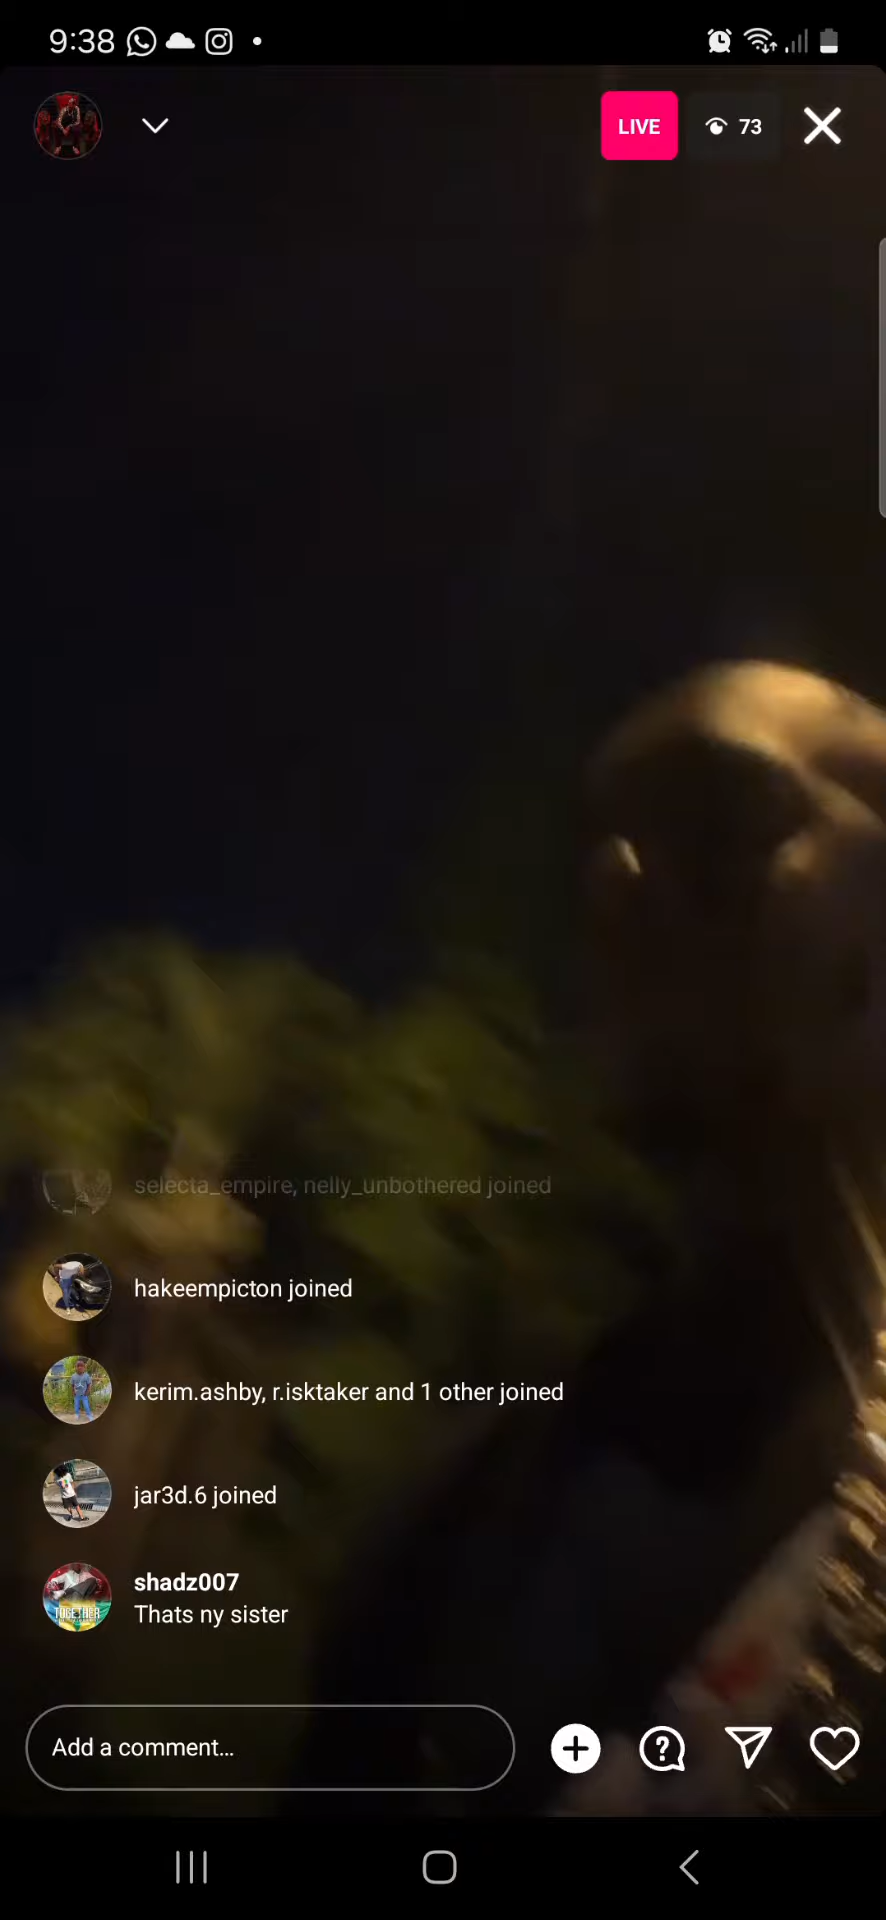 9:38
LIVE
73
selecta_empire, nelly_unbothered joined
hakeempicton joined
kerim.ashby, r.isktaker and 1 other joined
jar3d.6 joined
shadz007
Thats ny sister
TOGETHER
Add a comment...